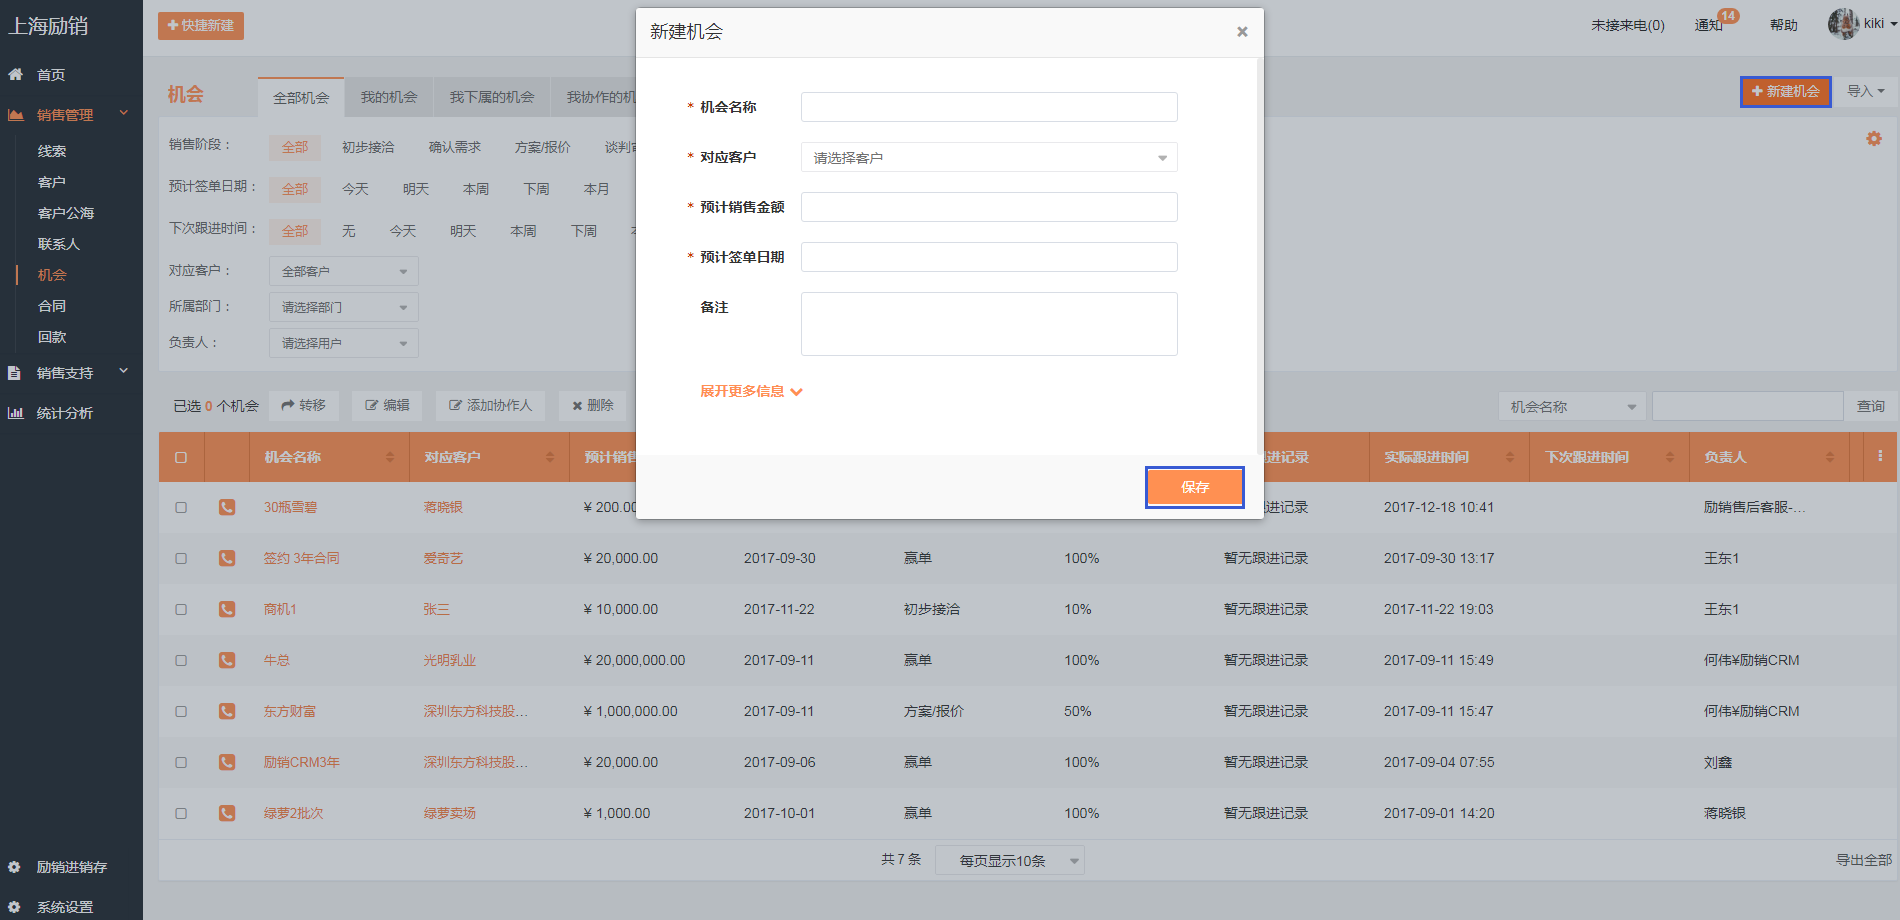 上海励销
快捷新建
未接来电(0)
通知
14
帮助
kiki
首页
销售管理
线索
客户
客户公海
联系人
机会
合同
回款
销售支持
统计分析
励销进销存
系统设置
机会
全部机会
我的机会
我下属的机会
我协作的机
新建机会
导入
销售阶段：
全部
初步接洽
确认需求
方案/报价
谈判
预计签单日期：
全部
今天
明天
本周
下周
本月
下次跟进时间：
全部
无
今天
明天
本周
下周
对应客户：
全部客户
所属部门：
请选择部门
负责人：
请选择用户
已选 0 个机会
转移
编辑
添加协作人
删除
机会名称
查询
机会名称
对应客户
预计销
进记录
实际跟进时间
下次跟进时间
负责人
30瓶雪碧
蒋晓银
¥ 200.00
进记录
2017-12-18 10:41
励销售后客服-...
签约 3年合同
爱奇艺
¥ 20,000.00
2017-09-30
赢单
100%
暂无跟进记录
2017-09-30 13:17
王东1
商机1
张三
¥ 10,000.00
2017-11-22
初步接洽
10%
暂无跟进记录
2017-11-22 19:03
王东1
牛总
光明乳业
¥ 20,000,000.00
2017-09-11
赢单
100%
暂无跟进记录
2017-09-11 15:49
何伟¥励销CRM
东方财富
深圳东方科技股...
¥ 1,000,000.00
2017-09-11
方案/报价
50%
暂无跟进记录
2017-09-11 15:47
何伟¥励销CRM
励销CRM3年
深圳东方科技股...
¥ 20,000.00
2017-09-06
赢单
100%
暂无跟进记录
2017-09-04 07:55
刘鑫
绿萝2批次
绿萝卖场
¥ 1,000.00
2017-10-01
赢单
100%
暂无跟进记录
2017-09-01 14:20
蒋晓银
共 7 条
每页显示10条
导出全部
新建机会
×
* 机会名称
* 对应客户
请选择客户
* 预计销售金额
* 预计签单日期
备注
展开更多信息
保存